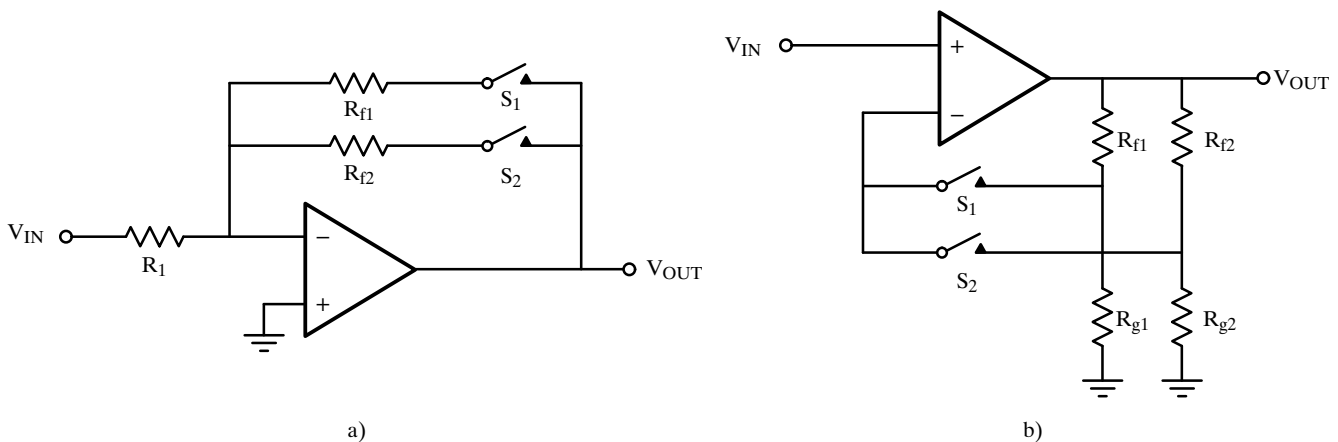 R_f1
S_1
R_f2
S_2
V_IN
R_1
−
+
V_OUT
a)
V_IN
+
−
V_OUT
R_f1
R_f2
S_1
S_2
R_g1
R_g2
b)